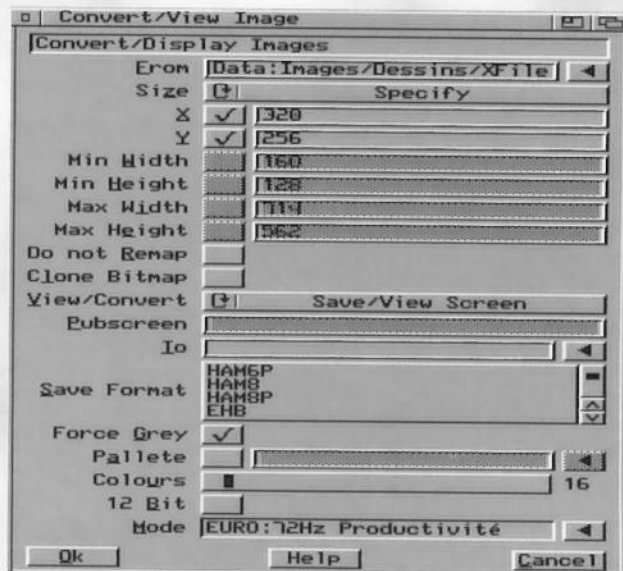 Convert/View Image
Convert/Display Images
From Data:Images/Dessins/XFile
Size Specify
X 320
Y 256
Min Width 160
Min Height 128
Max Width 714
Max Height 562
Do not Remap
Clone Bitmap
View/Convert Save/View Screen
Pubscreen
To
Save Format HAM6P
HAM8
HAM8P
EHB
Force Grey
Pallete
Colours 16
12 Bit
Mode EURO:72Hz Productivité
Ok Help Cancel